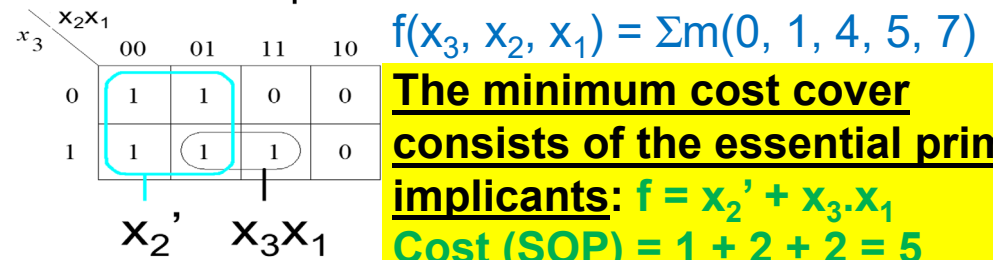 x₂x₁
x₃
00 01 11 10
0 1 1 0 0
1 1 1 1 0
x₂’ x₃x₁
f(x₃, x₂, x₁) = Σm(0, 1, 4, 5, 7)
The minimum cost cover
consists of the essential prim
implicants: f = x₂’ + x₃.x₁
Cost (SOP) = 1 + 2 + 2 = 5